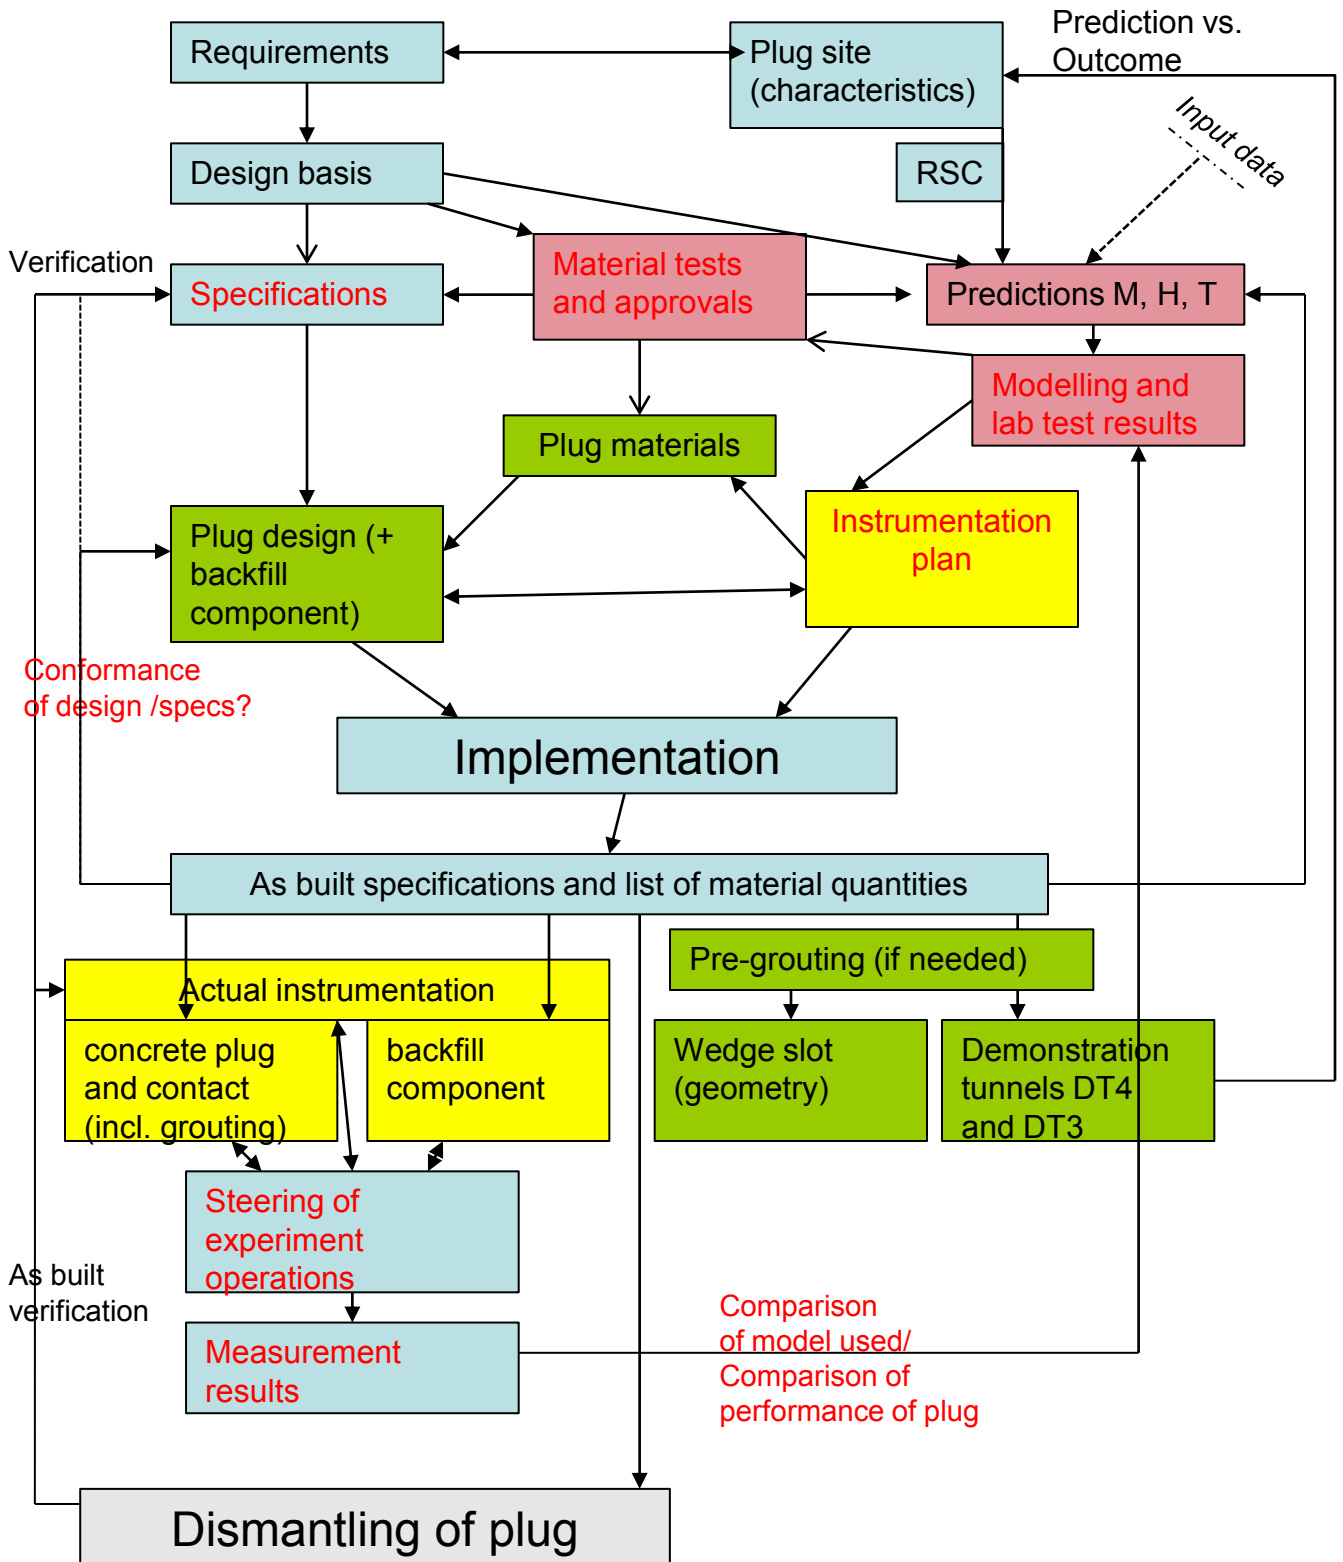 Prediction vs.
Outcome
Requirements
Plug site
(characteristics)
Input data
Design basis
RSC
Verification
Specifications
Material tests
and approvals
Predictions M, H, T
Modelling and
lab test results
Plug materials
Instrumentation
plan
Plug design (+
backfill
component)
Conformance
of design /specs?
Implementation
As built specifications and list of material quantities
Pre-grouting (if needed)
Actual instrumentation
concrete plug
and contact
(incl. grouting)
backfill
component
Wedge slot
(geometry)
Demonstration
tunnels DT4
and DT3
Steering of
experiment
operations
As built
verification
Measurement
results
Comparison
of model used/
Comparison of
performance of plug
Dismantling of plug